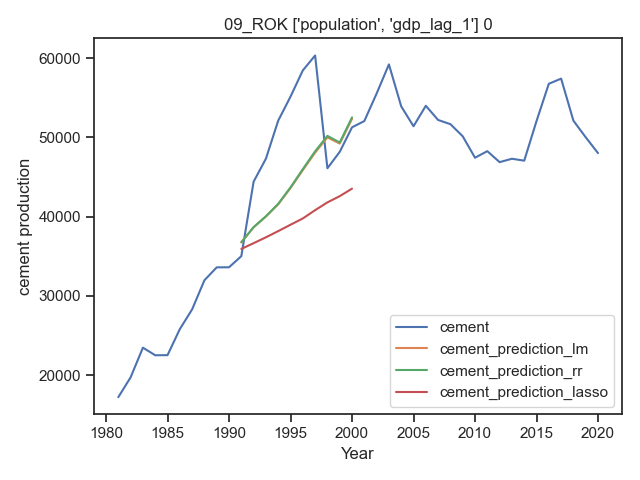 09_ROK ['population', 'gdp_lag_1'] 0
cement production
60000
50000
40000
30000
20000
cement
cement_prediction_lm
cement_prediction_rr
cement_prediction_lasso
1980 1985 1990 1995 2000 2005 2010 2015 2020
Year